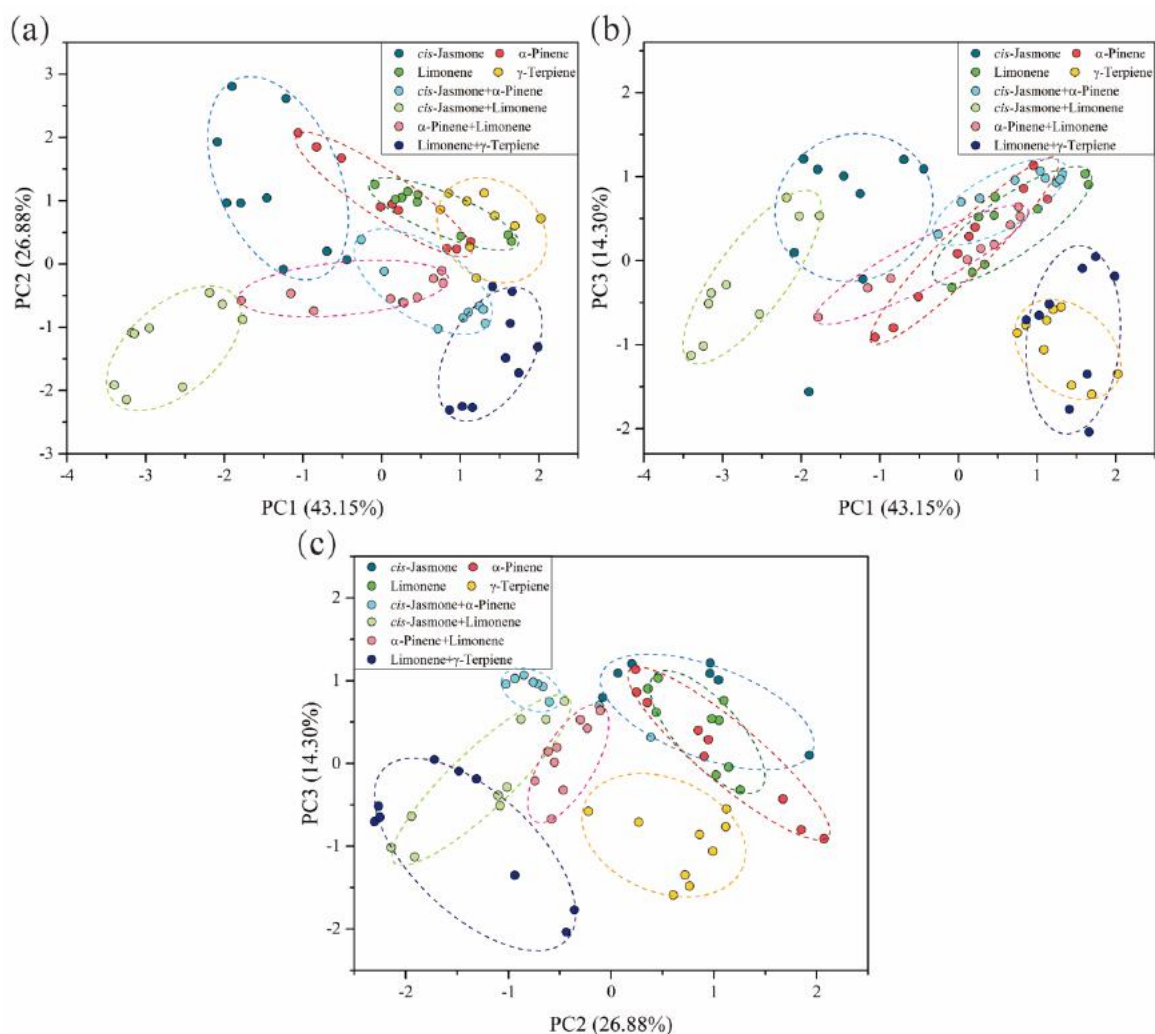 (a)
cis-Jasmone α-Pinene
Limonene γ-Terpiene
cis-Jasmone+α-Pinene
cis-Jasmone+Limonene
α-Pinene+Limonene
Limonene+γ-Terpiene
3
2
1
0
-1
-2
-3
PC2 (26.88%)
-4 -3 -2 -1 0 1 2
PC1 (43.15%)
(b)
cis-Jasmone α-Pinene
Limonene γ-Terpiene
cis-Jasmone+α-Pinene
cis-Jasmone+Limonene
α-Pinene+Limonene
Limonene+γ-Terpiene
2
1
0
-1
-2
PC3 (14.30%)
-4 -3 -2 -1 0 1 2
PC1 (43.15%)
(c)
cis-Jasmone α-Pinene
Limonene γ-Terpiene
cis-Jasmone+α-Pinene
cis-Jasmone+Limonene
α-Pinene+Limonene
Limonene+γ-Terpiene
2
1
0
-1
-2
PC3 (14.30%)
-2 -1 0 1 2
PC2 (26.88%)